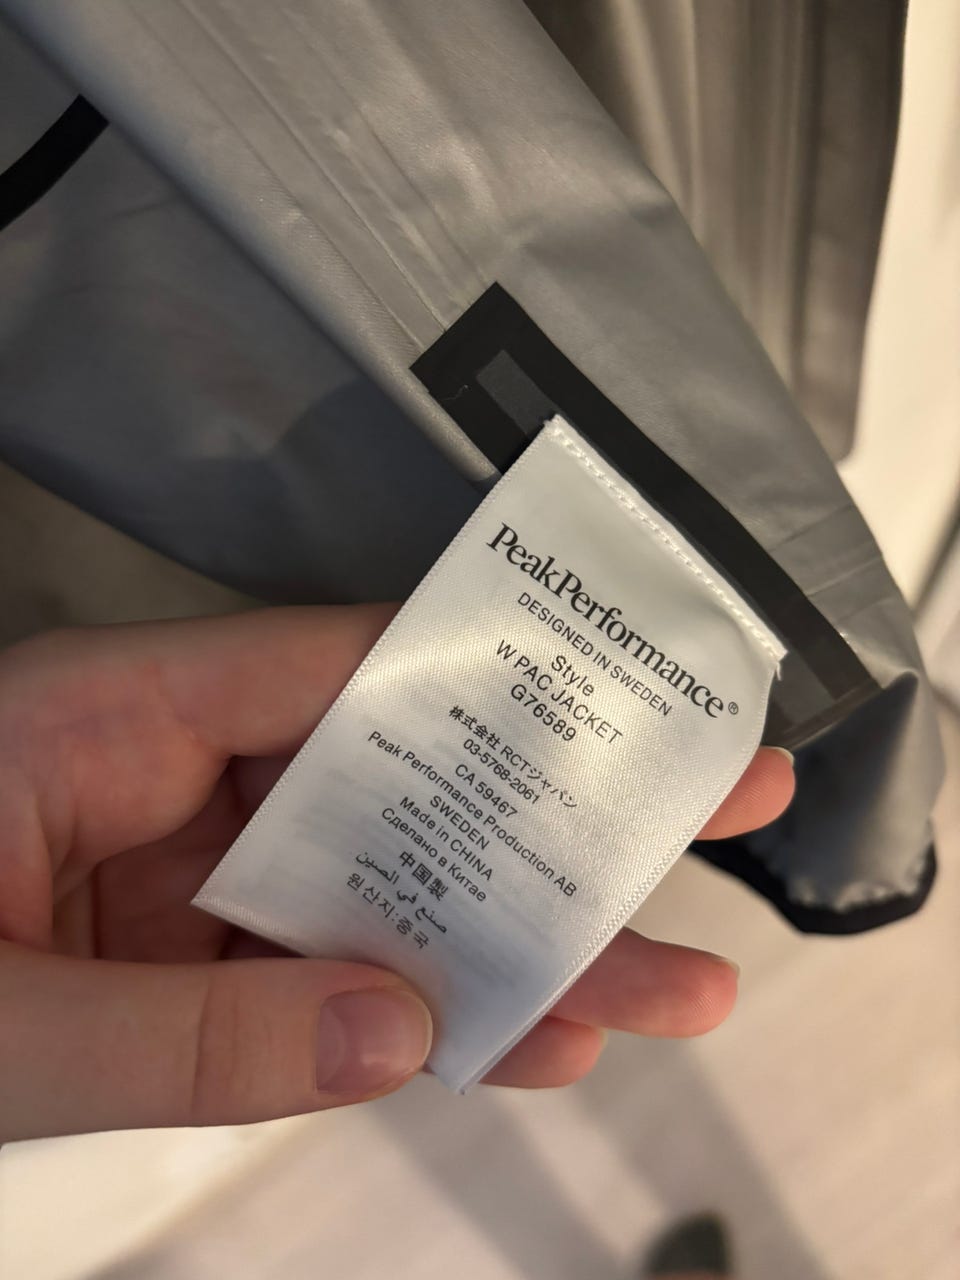 PeakPerformance®
DESIGNED IN SWEDEN
Style
W PAC JACKET
G76589
株式会社 RCTジャパン
03-5768-2061
CA 59467
Peak Performance Production AB
SWEDEN
Made in CHINA
Сделано в Китае
中国製
صنع في الصين
원산지:중국